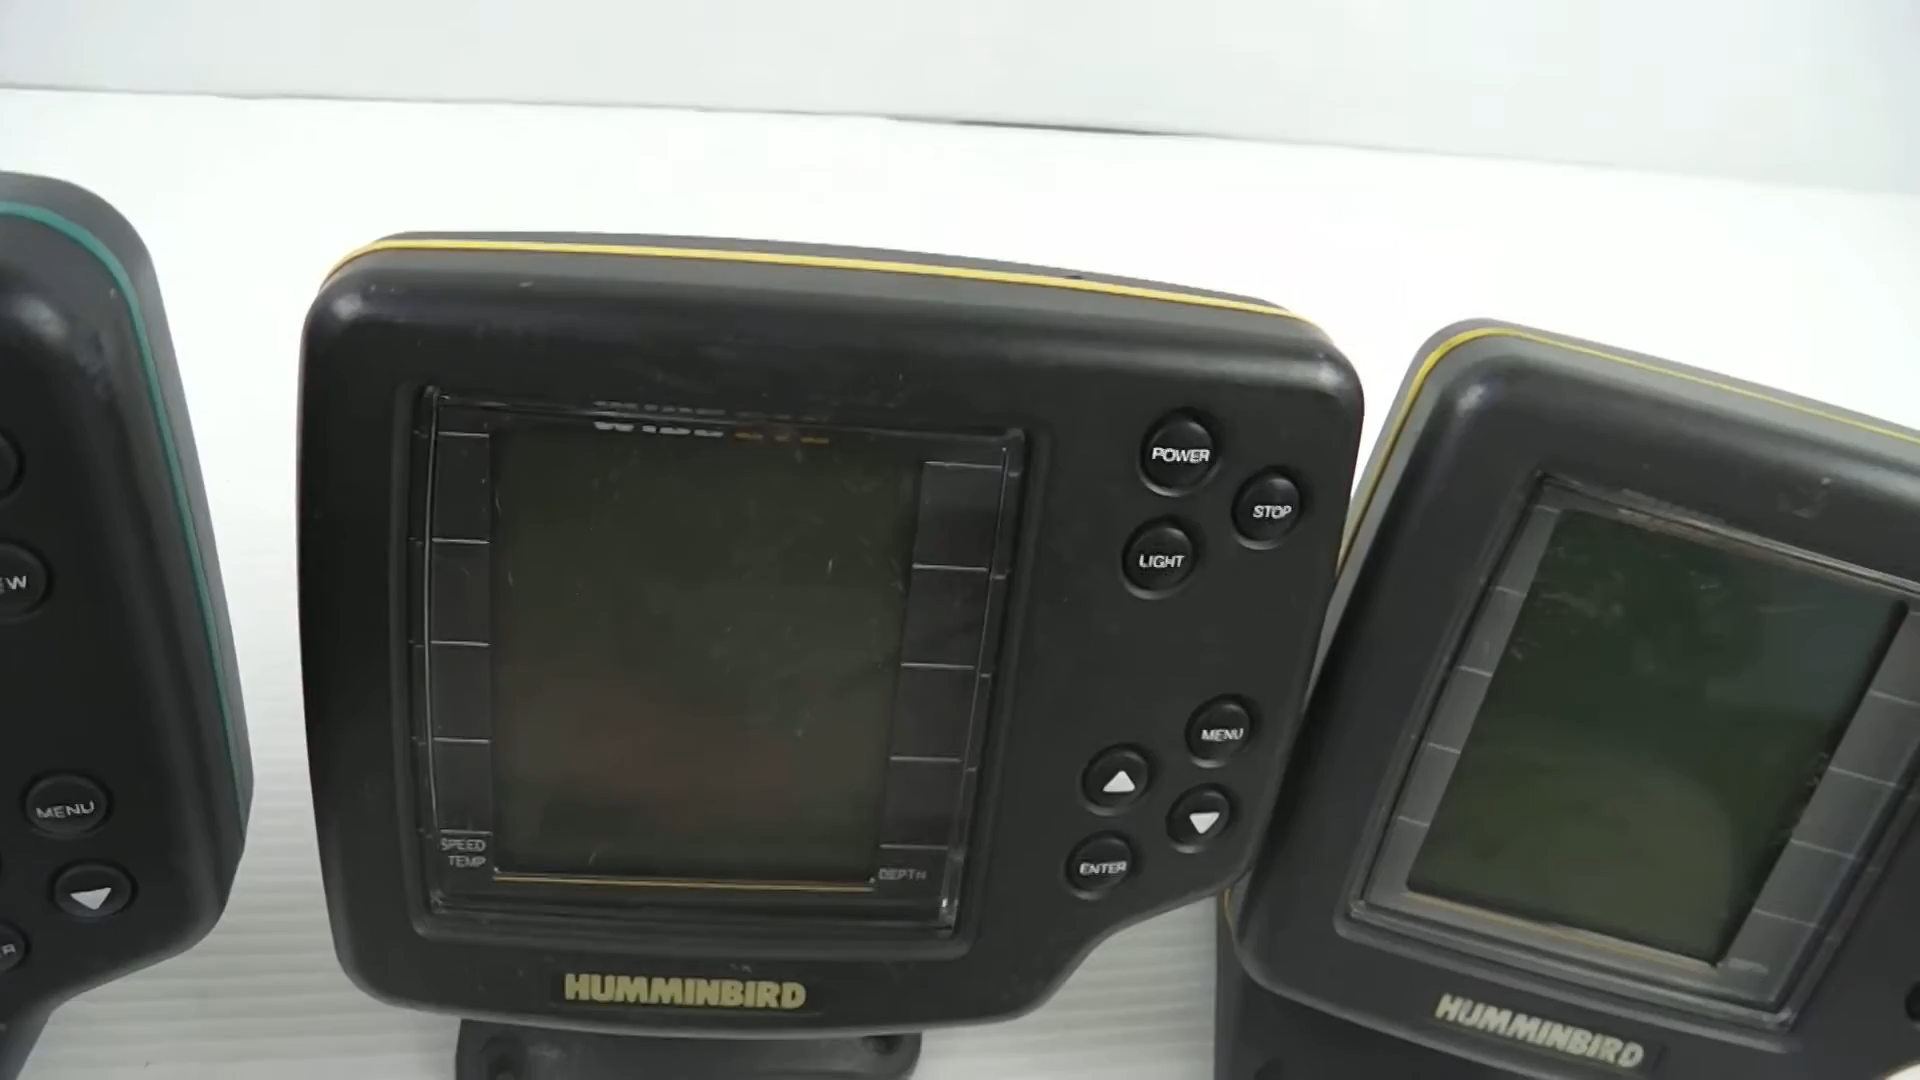 POWER
STOP
LIGHT
MENU
ENTER
SPEED
TEMP
DEPTH
HUMMINBIRD
MENU
HUMMINBIRD